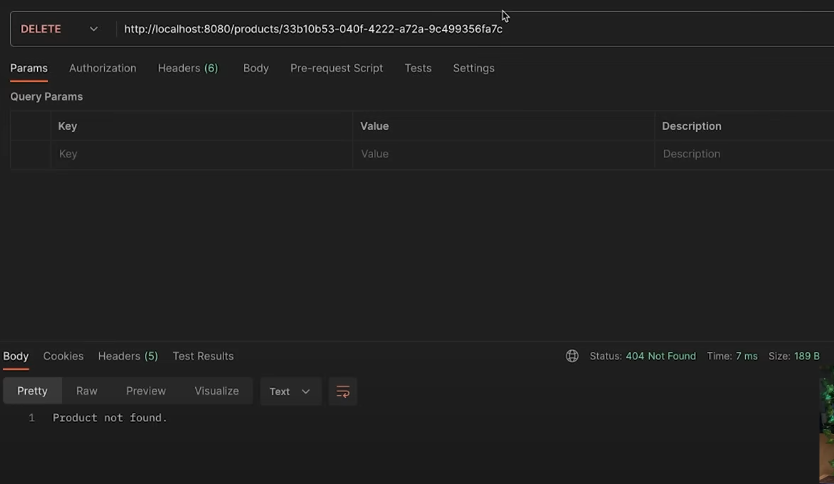 DELETE http://localhost:8080/products/33b10b53-040f-4222-a72a-9c499356fa7c
Params Authorization Headers (6) Body Pre-request Script Tests Settings
Query Params
Key Value Description
Key Value Description
Body Cookies Headers (5) Test Results Status: 404 Not Found Time: 7 ms Size: 189 B
Pretty Raw Preview Visualize Text
1 Product not found.